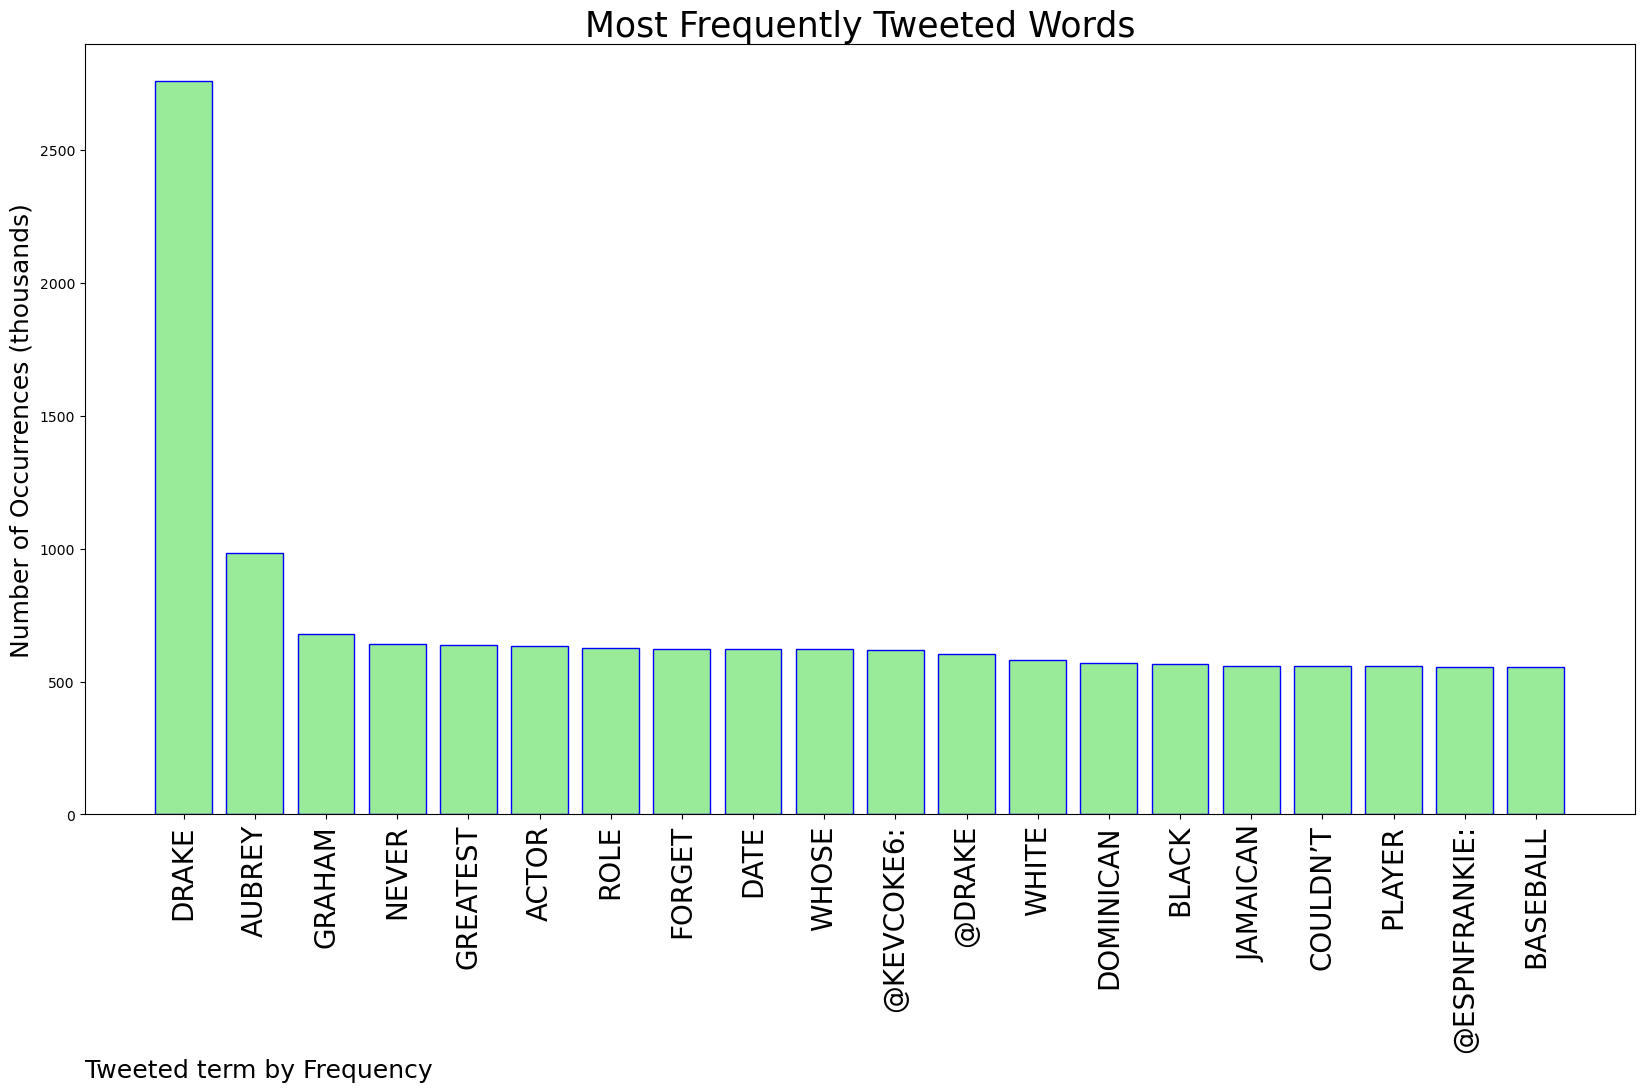 Most Frequently Tweeted Words
Number of Occurrences (thousands)
2500
2000
1500
1000
500
0
DRAKE
AUBREY
GRAHAM
NEVER
GREATEST
ACTOR
ROLE
FORGET
DATE
WHOSE
@KEVCOKE6:
@DRAKE
WHITE
DOMINICAN
BLACK
JAMAICAN
COULDN’T
PLAYER
@ESPNFRANKIE:
BASEBALL
Tweeted term by Frequency